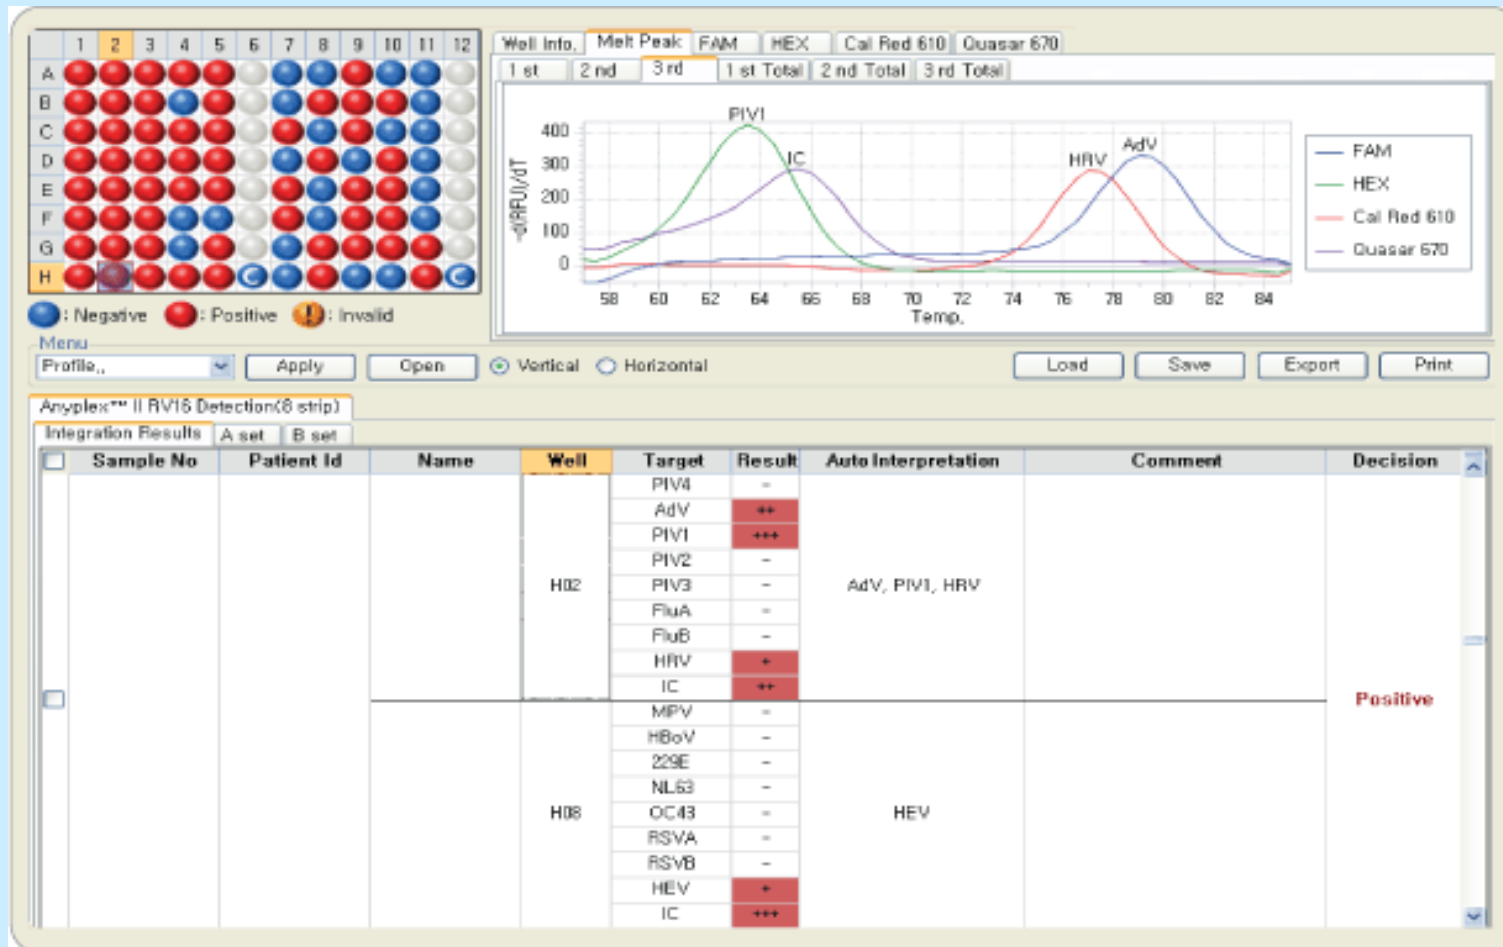 1 2 3 4 5 6 7 8 9 10 11 12
A
B
C
D
E
F
G
H
C C
: Negative : Positive ! : Invalid
Well Info. Melt Peak FAM HEX Cal Red 610 Quasar 670
1 st 2 nd 3 rd 1 st Total 2 nd Total 3 rd Total
-d(RFU)/dT
400
300
200
100
0
PIV1
IC
HRV
AdV
58 60 62 64 66 68 70 72 74 76 78 80 82 84
Temp.
FAM
HEX
Cal Red 610
Quasar 670
Menu
Profile,, Apply Open Vertical Horizontal Load Save Export Print
Anyplex™ II RV16 Detection(8 strip)
Integration Results A set B set
Sample No Patient Id Name Well Target Result Auto Interpretation Comment Decision
PIV4 -
AdV ++
PIV1 +++
PIV2 -
H02 PIV3 - AdV, PIV1, HRV
FluA -
FluB -
HRV +
IC ++
Positive
MPV -
HBoV -
229E -
NL63 -
H08 OC43 - HEV
RSVA -
RSVB -
HEV +
IC +++